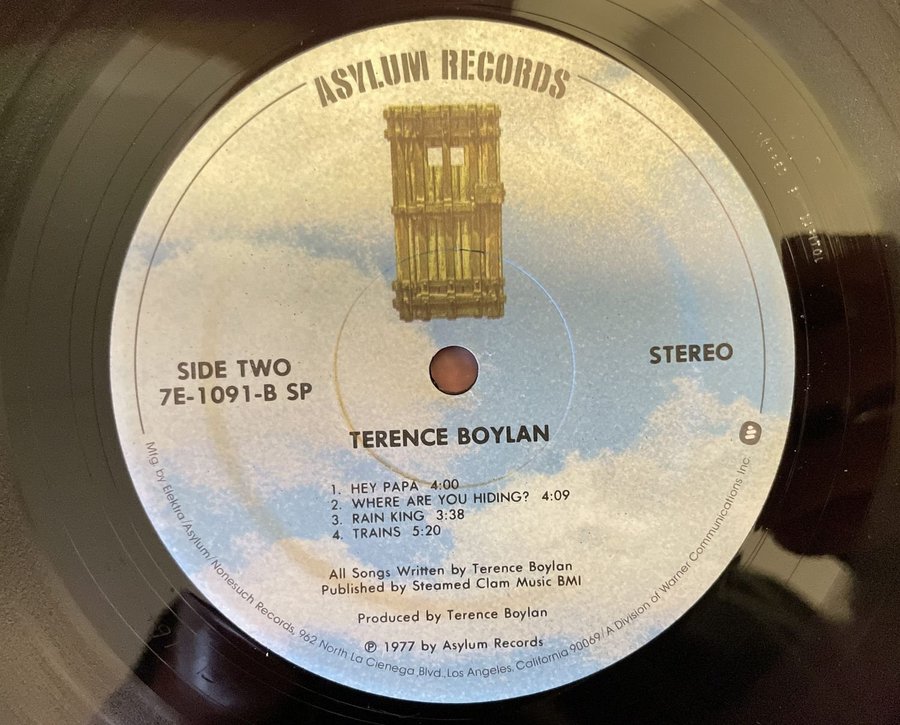 ASYLUM RECORDS
SIDE TWO
7E-1091-B SP
STEREO
TERENCE BOYLAN
1. HEY PAPA 4:00
2. WHERE ARE YOU HIDING? 4:09
3. RAIN KING 3:38
4. TRAINS 5:20
All Songs Written by Terence Boylan
Published by Steamed Clam Music BMI
Produced by Terence Boylan
℗ 1977 by Asylum Records
Mfg by Elektra/Asylum/Nonesuch Records, 962 North La Cienega Blvd., Los Angeles, California 90069/A Division of Warner Communications Inc